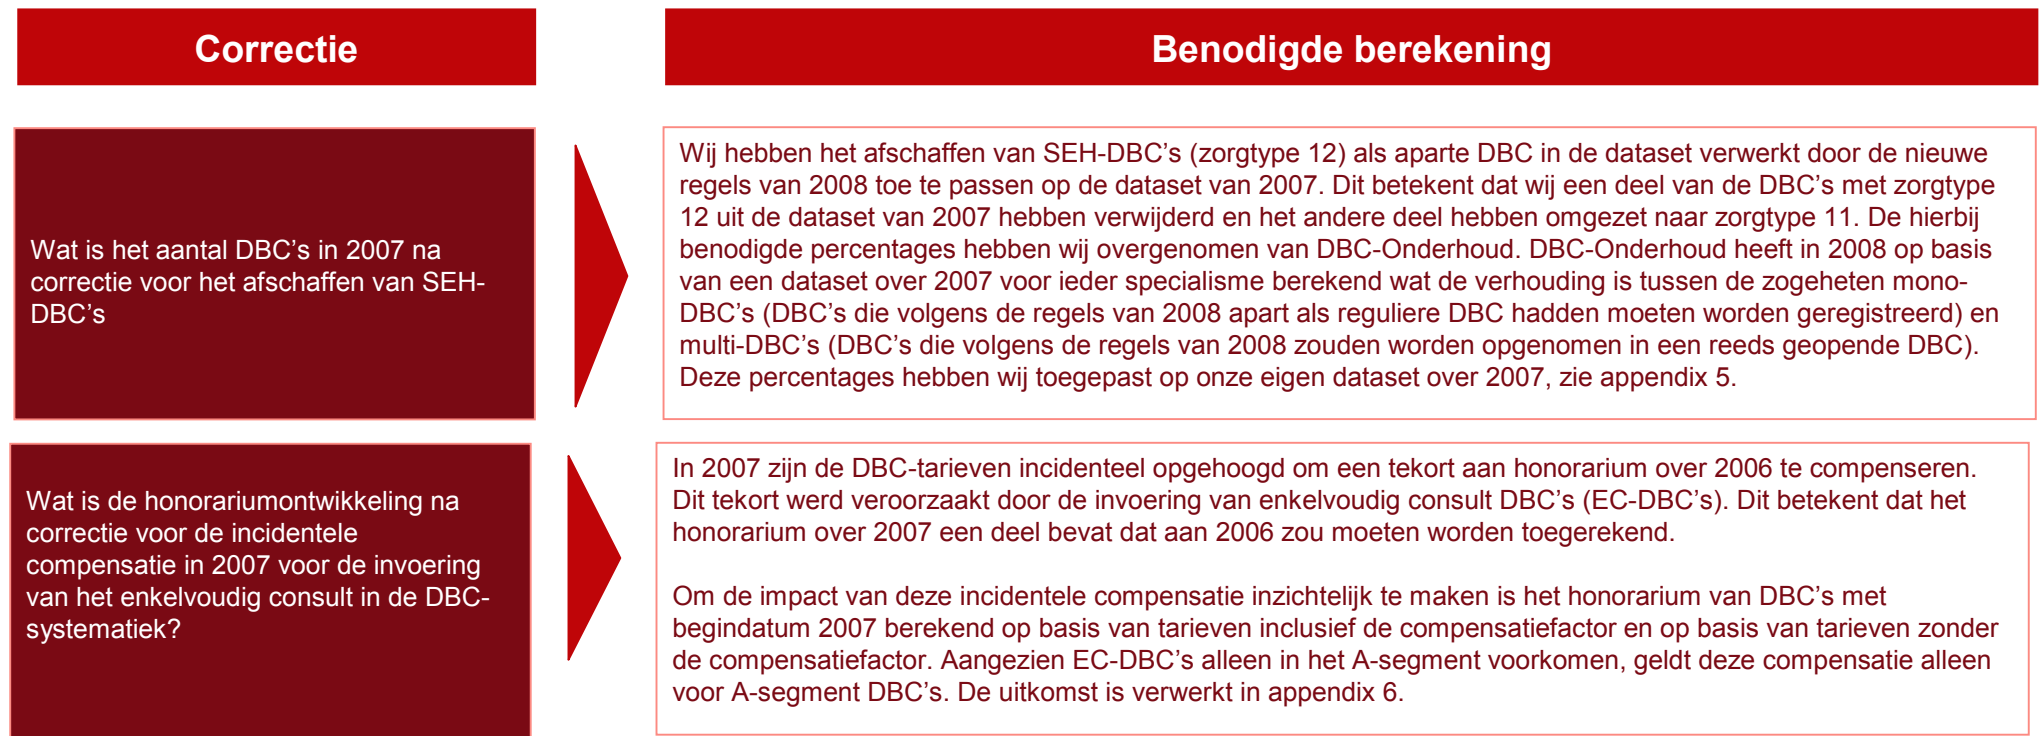 Correctie
Benodigde berekening
Wat is het aantal DBC's in 2007 na
correctie voor het afschaffen van SEH-
DBC's
Wij hebben het afschaffen van SEH-DBC's (zorgtype 12) als aparte DBC in de dataset verwerkt door de nieuwe
regels van 2008 toe te passen op de dataset van 2007. Dit betekent dat wij een deel van de DBC's met zorgtype
12 uit de dataset van 2007 hebben verwijderd en het andere deel hebben omgezet naar zorgtype 11. De hierbij
benodigde percentages hebben wij overgenomen van DBC-Onderhoud. DBC-Onderhoud heeft in 2008 op basis
van een dataset over 2007 voor ieder specialisme berekend wat de verhouding is tussen de zogeheten mono-
DBC's (DBC's die volgens de regels van 2008 apart als reguliere DBC hadden moeten worden geregistreerd) en
multi-DBC's (DBC's die volgens de regels van 2008 zouden worden opgenomen in een reeds geopende DBC).
Deze percentages hebben wij toegepast op onze eigen dataset over 2007, zie appendix 5.
Wat is de honorariumontwikkeling na
correctie voor de incidentele
compensatie in 2007 voor de invoering
van het enkelvoudig consult in de DBC-
systematiek?
In 2007 zijn de DBC-tarieven incidenteel opgehoogd om een tekort aan honorarium over 2006 te compenseren.
Dit tekort werd veroorzaakt door de invoering van enkelvoudig consult DBC's (EC-DBC's). Dit betekent dat het
honorarium over 2007 een deel bevat dat aan 2006 zou moeten worden toegerekend.
Om de impact van deze incidentele compensatie inzichtelijk te maken is het honorarium van DBC's met
begindatum 2007 berekend op basis van tarieven inclusief de compensatiefactor en op basis van tarieven zonder
de compensatiefactor. Aangezien EC-DBC's alleen in het A-segment voorkomen, geldt deze compensatie alleen
voor A-segment DBC's. De uitkomst is verwerkt in appendix 6.